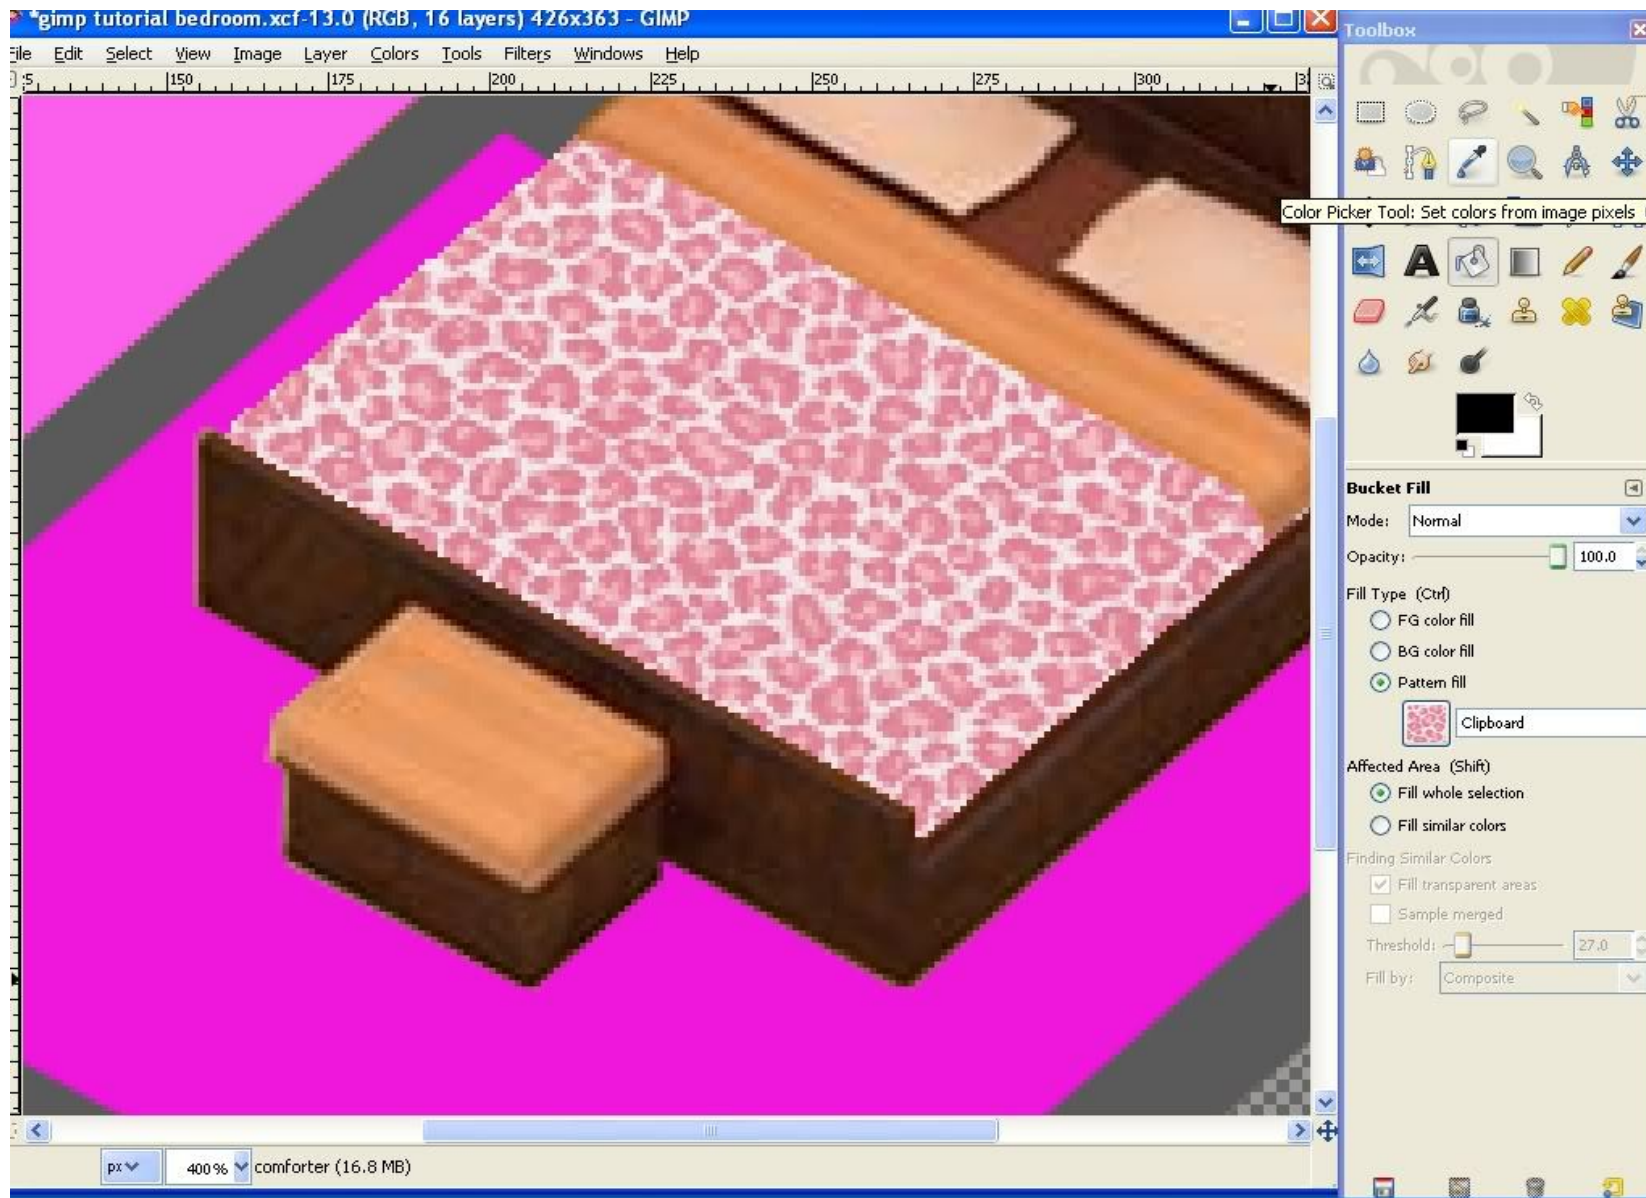 *gimp tutorial bedroom.xcf-13.0 (RGB, 16 layers) 426x363 - GIMP
File Edit Select View Image Layer Colors Tools Filters Windows Help
150 175 200 225 250 275 300
Toolbox
Color Picker Tool: Set colors from image pixels
Bucket Fill
Mode: Normal
Opacity: 100.0
Fill Type (Ctrl)
FG color fill
BG color fill
Pattern fill
Clipboard
Affected Area (Shift)
Fill whole selection
Fill similar colors
Finding Similar Colors
Fill transparent areas
Sample merged
Threshold: 27.0
Fill by: Composite
px 400% comforter (16.8 MB)